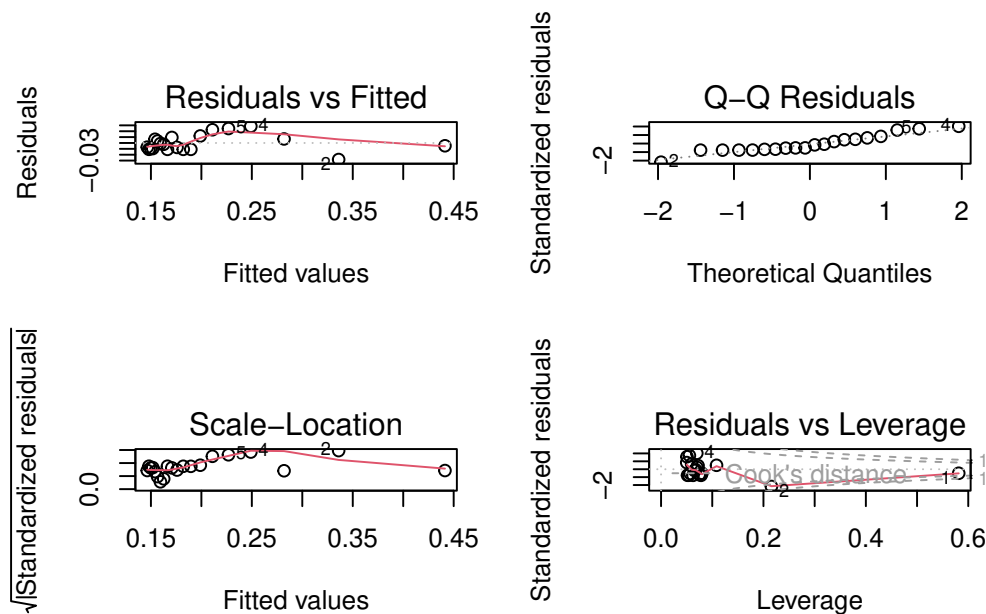 Residuals vs Fitted
Residuals
−0.03
5
4
2
0.15
0.25
0.35
0.45
Fitted values
Q−Q Residuals
Standardized residuals
−2
2
5
4
−2
−1
0
1
2
Theoretical Quantiles
Scale−Location
√|Standardized residuals|
0.0
5
4
2
0.15
0.25
0.35
0.45
Fitted values
Residuals vs Leverage
Standardized residuals
−2
4
Cook's distance
2
1
1
1
0.0
0.2
0.4
0.6
Leverage